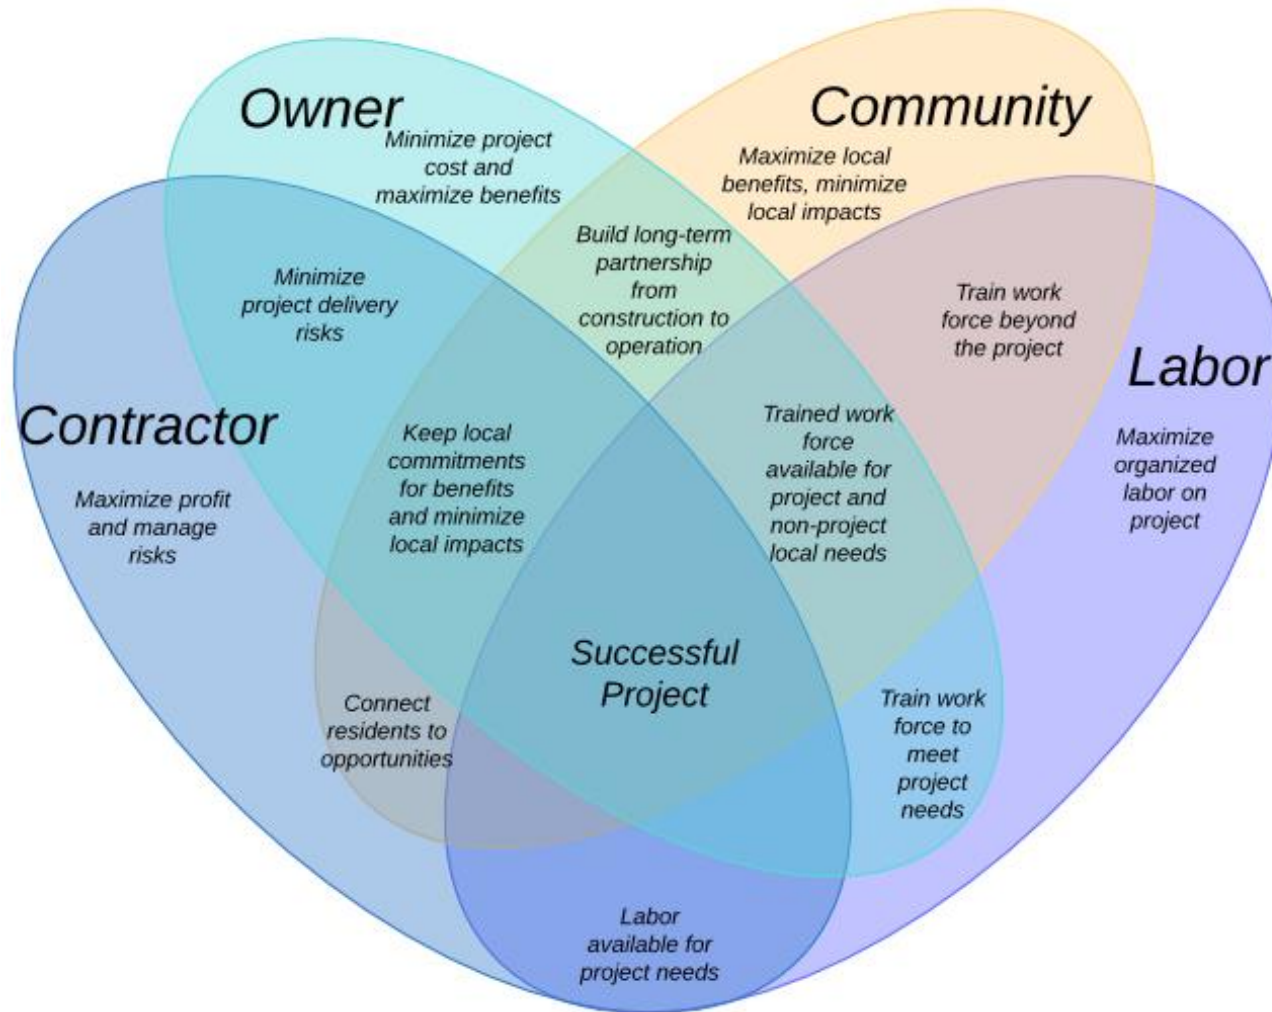 Owner
Minimize project
cost and
maximize benefits
Community
Maximize local
benefits, minimize
local impacts
Build long-term
partnership
from
construction to
operation
Minimize
project delivery
risks
Train work
force beyond
the project
Labor
Maximize
organized
labor on
project
Contractor
Maximize profit
and manage
risks
Keep local
commitments
for benefits
and minimize
local impacts
Trained work
force
available for
project and
non-project
local needs
Successful
Project
Connect
residents to
opportunities
Train work
force to
meet
project
needs
Labor
available for
project needs